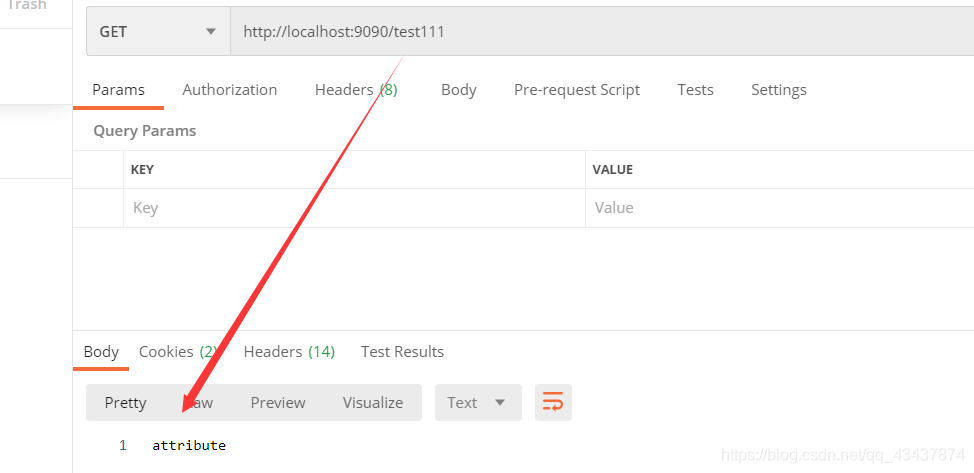 Trash
GET http://localhost:9090/test111
Params Authorization Headers (8) Body Pre-request Script Tests Settings
Query Params
KEY VALUE
Key Value
Body Cookies (2) Headers (14) Test Results
Pretty Raw Preview Visualize Text
1 attribute
https://blog.csdn.net/qq_43437874